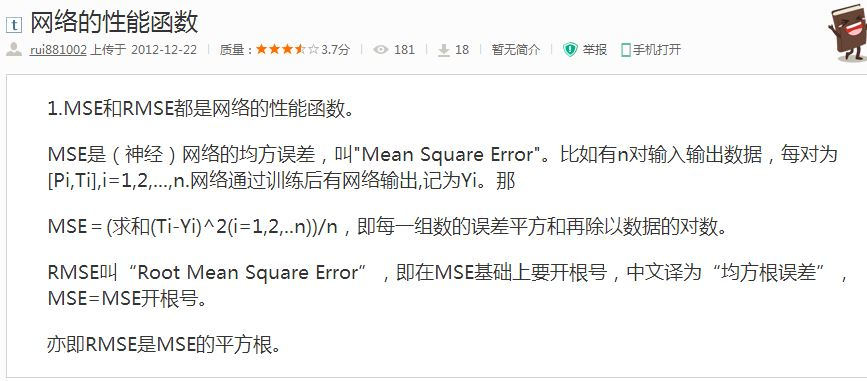 t 网络的性能函数
rui881002 上传于 2012-12-22 质量：3.7分 181 18 暂无简介 举报 手机打开
1.MSE和RMSE都是网络的性能函数。
MSE是（神经）网络的均方误差，叫"Mean Square Error"。比如有n对输入输出数据，每对为
[Pi,Ti],i=1,2,...,n.网络通过训练后有网络输出,记为Yi。那
MSE＝(求和(Ti-Yi)^2(i=1,2,..n))/n，即每一组数的误差平方和再除以数据的对数。
RMSE叫“Root Mean Square Error”，即在MSE基础上要开根号，中文译为“均方根误差”，
MSE=MSE开根号。
亦即RMSE是MSE的平方根。